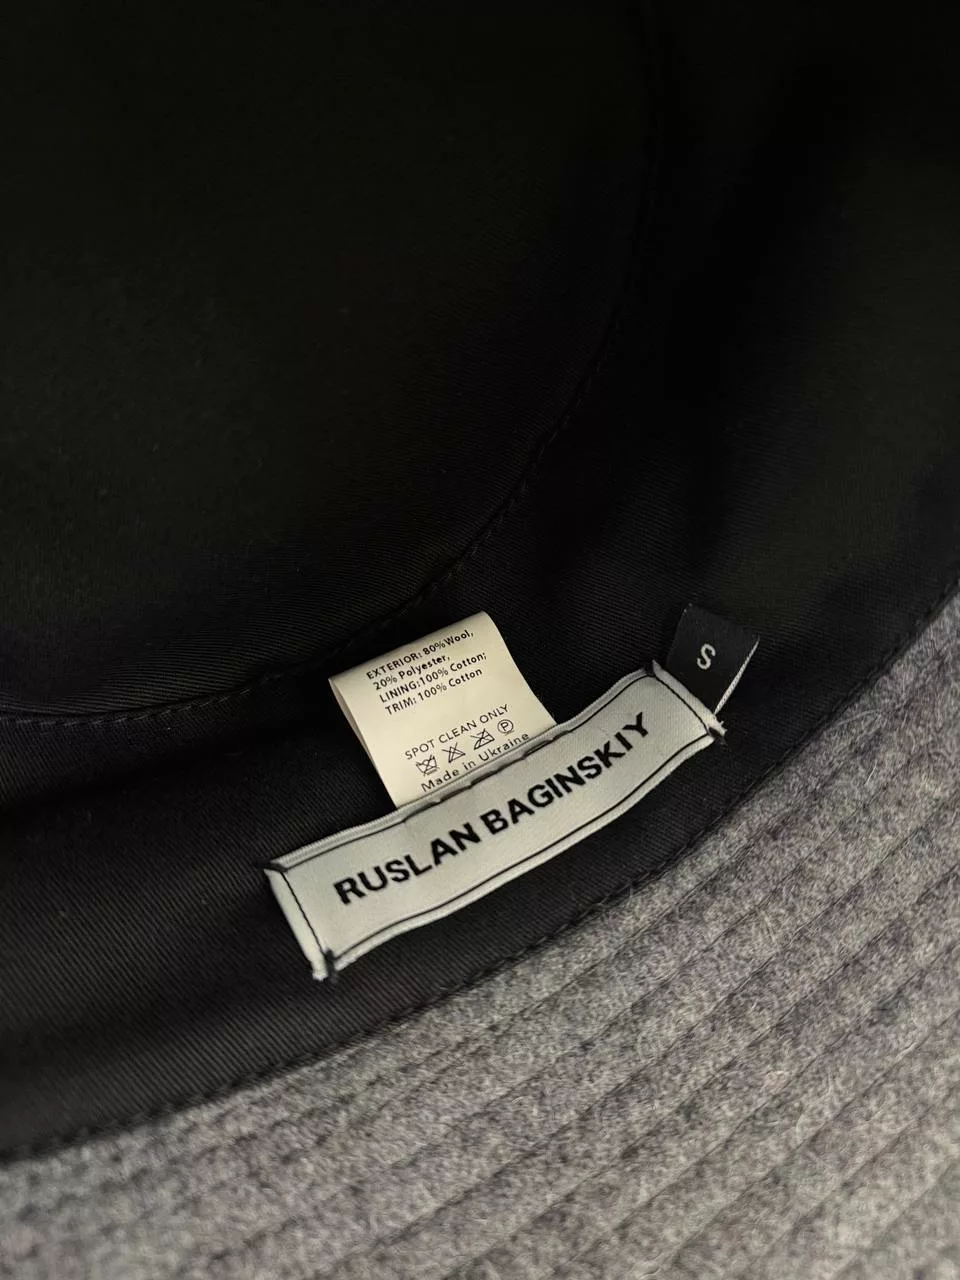 EXTERIOR: 80%Wool,
20% Polyester,
LINING:100% Cotton;
TRIM: 100% Cotton
SPOT CLEAN ONLY
P
Made in Ukraine
S
RUSLAN BAGINSKIY